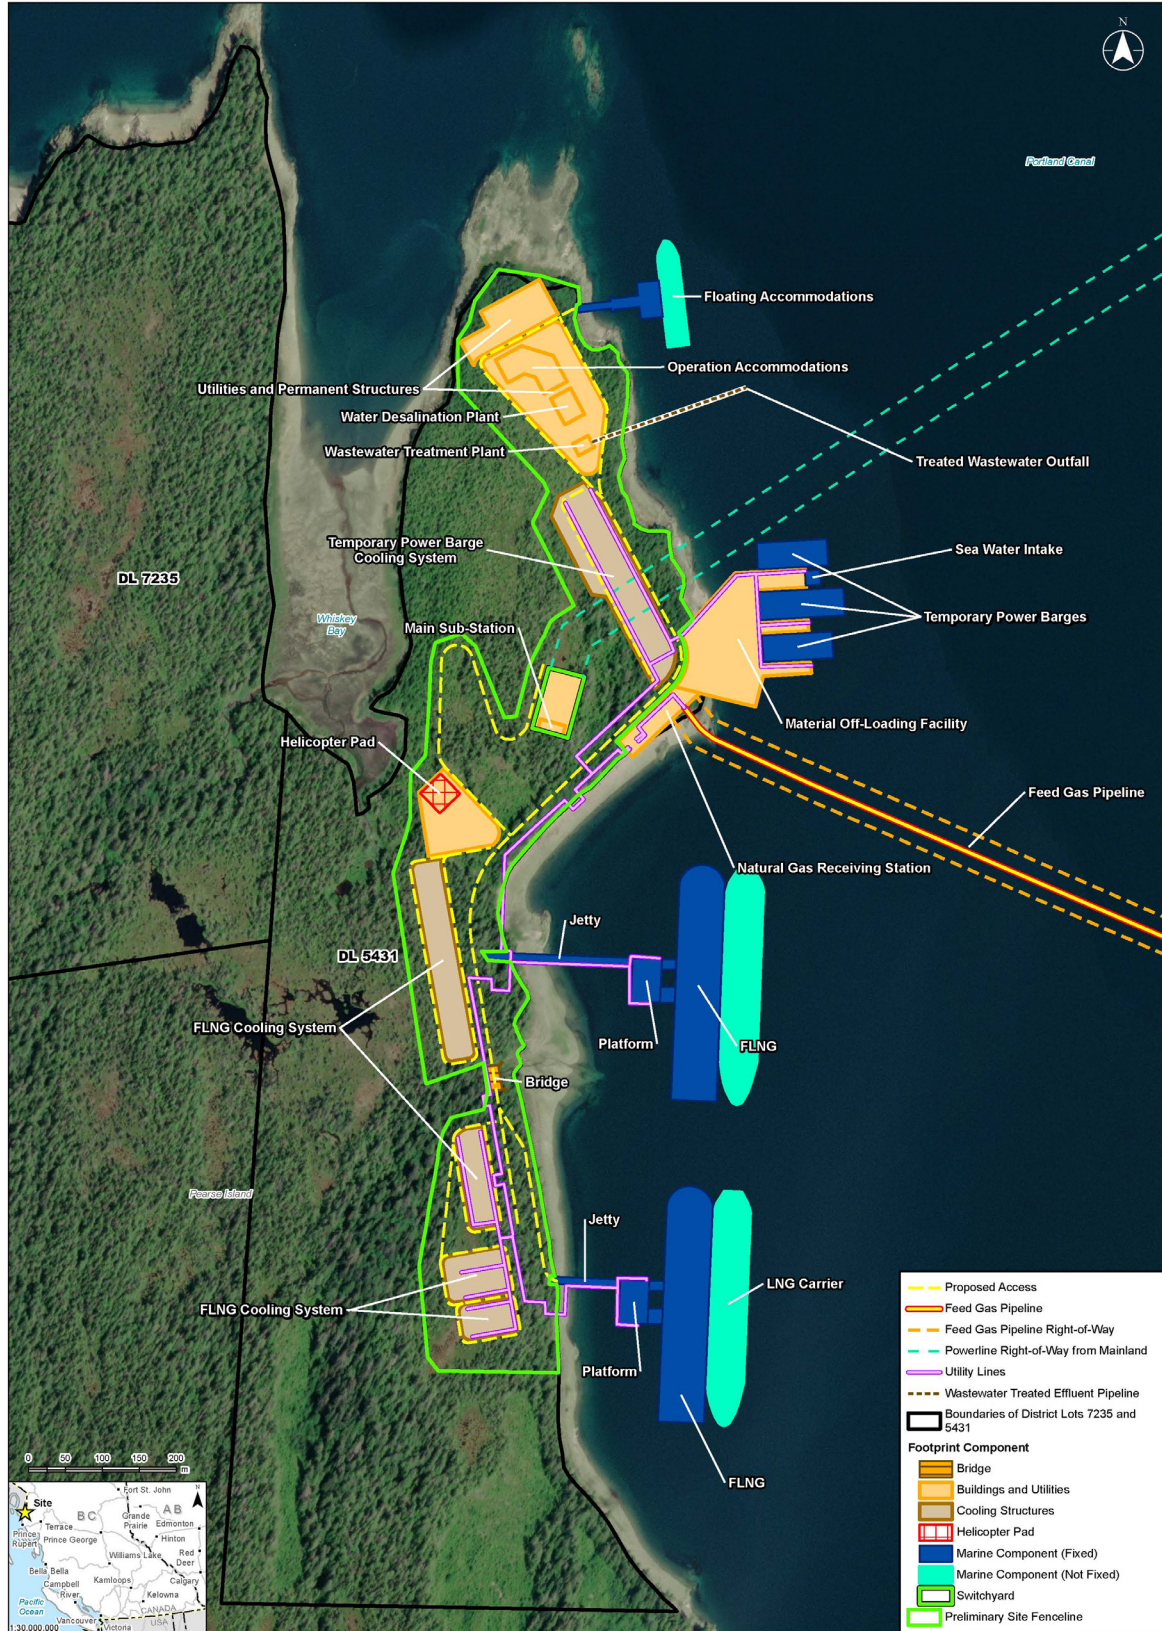 N
Portland Canal
Floating Accommodations
Operation Accommodations
Utilities and Permanent Structures
Water Desalination Plant
Wastewater Treatment Plant
Treated Wastewater Outfall
Temporary Power Barge
Cooling System
Sea Water Intake
DL 7235
Temporary Power Barges
Whiskey
Bay
Main Sub-Station
Material Off-Loading Facility
Helicopter Pad
Feed Gas Pipeline
Natural Gas Receiving Station
Jetty
DL 5431
FLNG Cooling System
Platform
FLNG
Bridge
Pearse Island
Jetty
LNG Carrier
FLNG Cooling System
Platform
FLNG
Proposed Access
Feed Gas Pipeline
Feed Gas Pipeline Right-of-Way
Powerline Right-of-Way from Mainland
Utility Lines
Wastewater Treated Effluent Pipeline
Boundaries of District Lots 7235 and
5431
Footprint Component
Bridge
Buildings and Utilities
Cooling Structures
Helicopter Pad
Marine Component (Fixed)
Marine Component (Not Fixed)
Switchyard
Preliminary Site Fenceline
0 50 100 150 200
m
N
Fort St. John
Site
BC
AB
Grande
Prairie
Edmonton
Terrace
Prince
Rupert
Prince George
Hinton
Red
Deer
Williams Lake
Bella Bella
Campbell
River
Kamloops
Calgary
Kelowna
Pacific
Ocean
Vancouver
CANADA
USA
Victoria
1:30,000,000